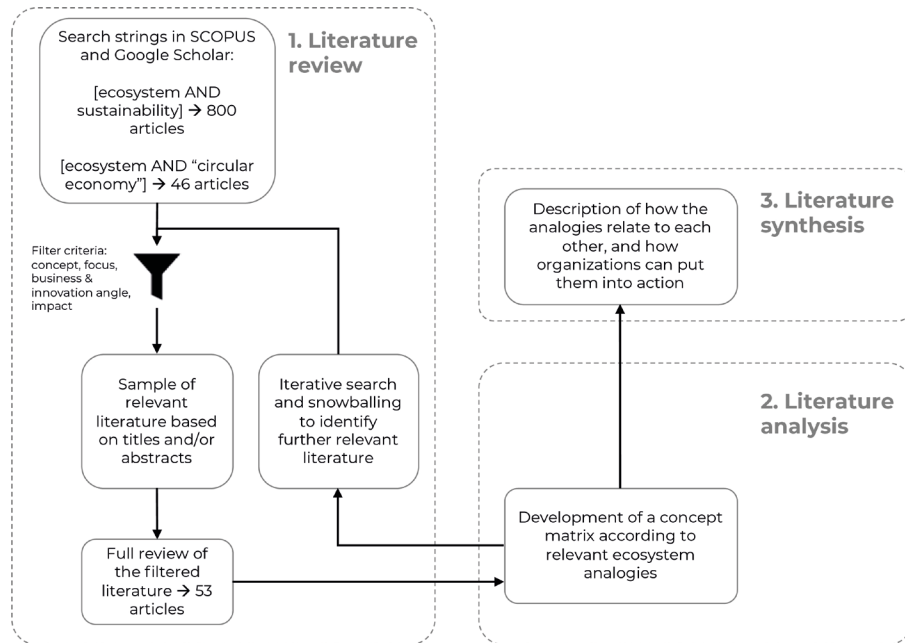 Search strings in SCOPUS
and Google Scholar:
[ecosystem AND
sustainability] → 800
articles
[ecosystem AND “circular
economy”] → 46 articles
1. Literature
review
Filter criteria:
concept, focus,
business &
innovation angle,
impact
Sample of
relevant
literature based
on titles and/or
abstracts
Iterative search
and snowballing
to identify
further relevant
literature
Full review of
the filtered
literature → 53
articles
3. Literature
synthesis
Description of how the
analogies relate to each
other, and how
organizations can put
them into action
2. Literature
analysis
Development of a concept
matrix according to
relevant ecosystem
analogies